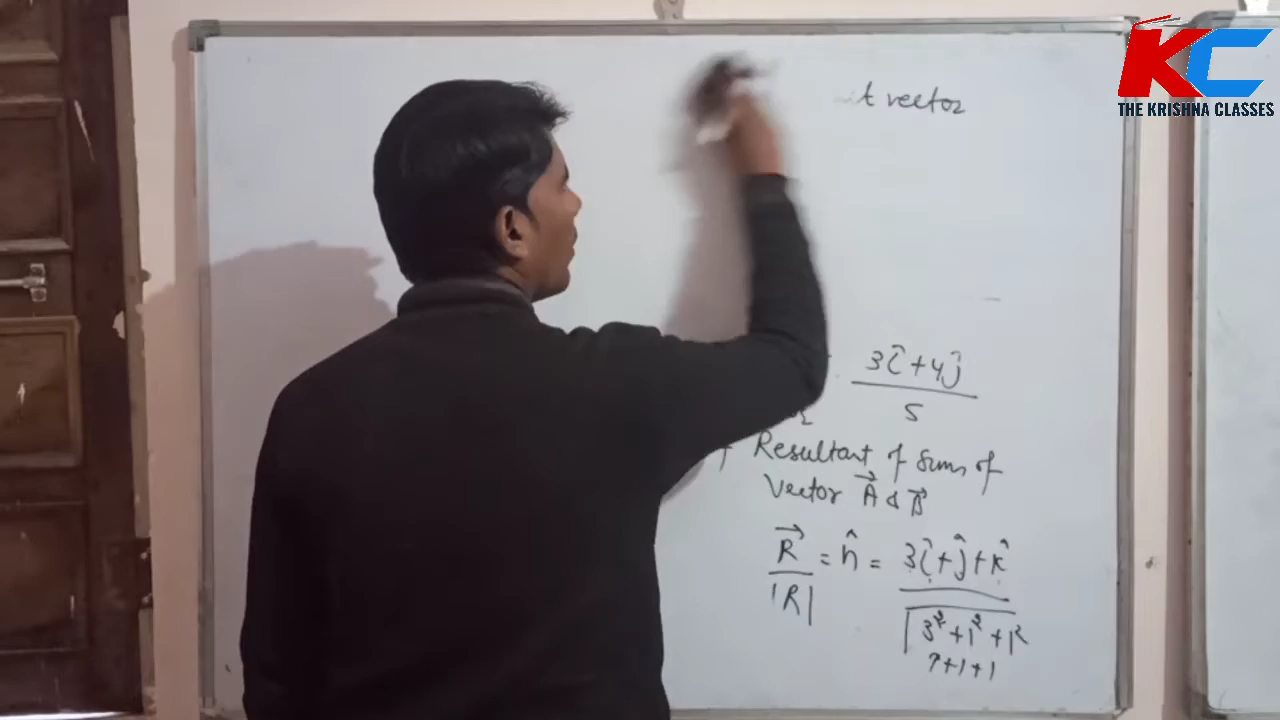 KC
THE KRISHNA CLASSES
t vector
3î+4ĵ
5
Resultant of sum of
Vector A⃗ & B⃗
R⃗/|R| = n̂ = 3î+ĵ+k̂
√3²+1²+1²
9+1+1